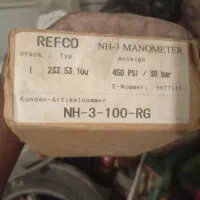 REFCO NH-3 MANOMETER
Stück Typ Anzeige
1 233.53.100 450 PSI / 30 bar
E-Nummer:
Kunden-Artikelnummer
NH-3-100-RG